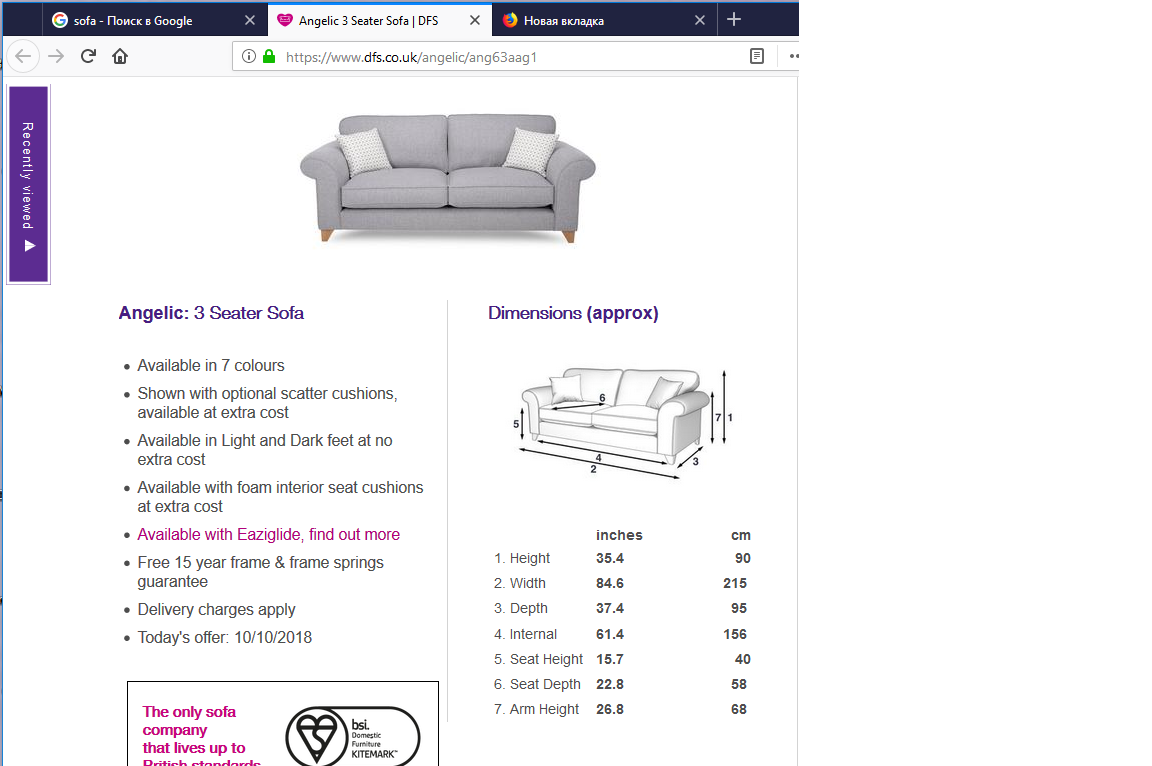 sofa - Поиск в Google
Angelic 3 Seater Sofa | DFS
Новая вкладка
https://www.dfs.co.uk/angelic/ang63aag1
Recently viewed
Angelic: 3 Seater Sofa
Available in 7 colours
Shown with optional scatter cushions,
available at extra cost
Available in Light and Dark feet at no
extra cost
Available with foam interior seat cushions
at extra cost
Available with Eaziglide, find out more
Free 15 year frame & frame springs
guarantee
Delivery charges apply
Today's offer: 10/10/2018
The only sofa
company
that lives up to
British standards
bsi.
Domestic
Furniture
KITEMARK™
Dimensions (approx)
6
5
7 1
4
3
2
inches cm
1. Height 35.4 90
2. Width 84.6 215
3. Depth 37.4 95
4. Internal 61.4 156
5. Seat Height 15.7 40
6. Seat Depth 22.8 58
7. Arm Height 26.8 68